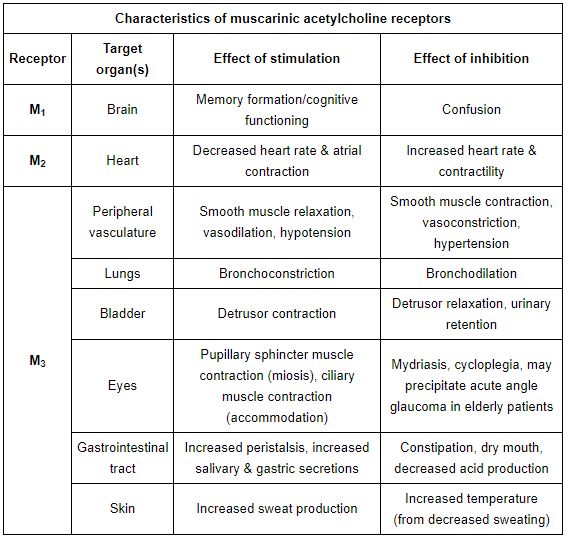 Characteristics of muscarinic acetylcholine receptors
Receptor
Target
organ(s)
Effect of stimulation
Effect of inhibition
M₁
Brain
Memory formation/cognitive
functioning
Confusion
M₂
Heart
Decreased heart rate & atrial
contraction
Increased heart rate &
contractility
M₃
Peripheral
vasculature
Smooth muscle relaxation,
vasodilation, hypotension
Smooth muscle contraction,
vasoconstriction,
hypertension
Lungs
Bronchoconstriction
Bronchodilation
Bladder
Detrusor contraction
Detrusor relaxation, urinary
retention
Eyes
Pupillary sphincter muscle
contraction (miosis), ciliary
muscle contraction
(accommodation)
Mydriasis, cycloplegia, may
precipitate acute angle
glaucoma in elderly patients
Gastrointestinal
tract
Increased peristalsis, increased
salivary & gastric secretions
Constipation, dry mouth,
decreased acid production
Skin
Increased sweat production
Increased temperature
(from decreased sweating)